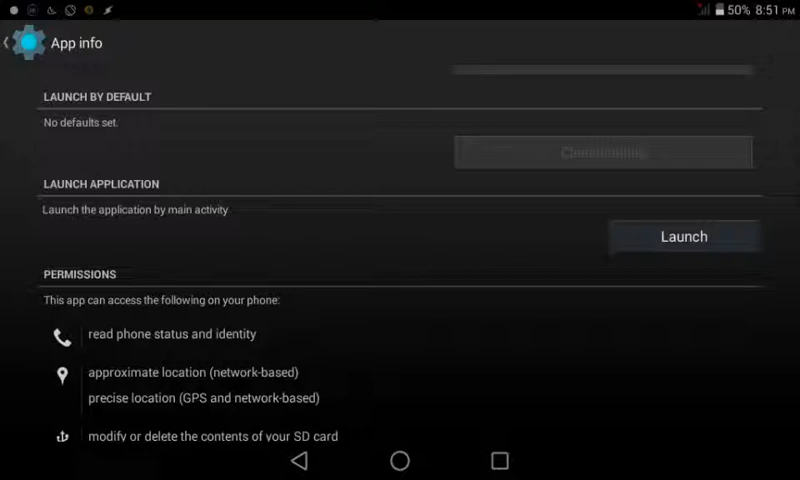 50% 8:51 PM
App info
LAUNCH BY DEFAULT
No defaults set.
LAUNCH APPLICATION
Launch the application by main activity
Launch
PERMISSIONS
This app can access the following on your phone:
read phone status and identity
approximate location (network-based)
precise location (GPS and network-based)
modify or delete the contents of your SD card